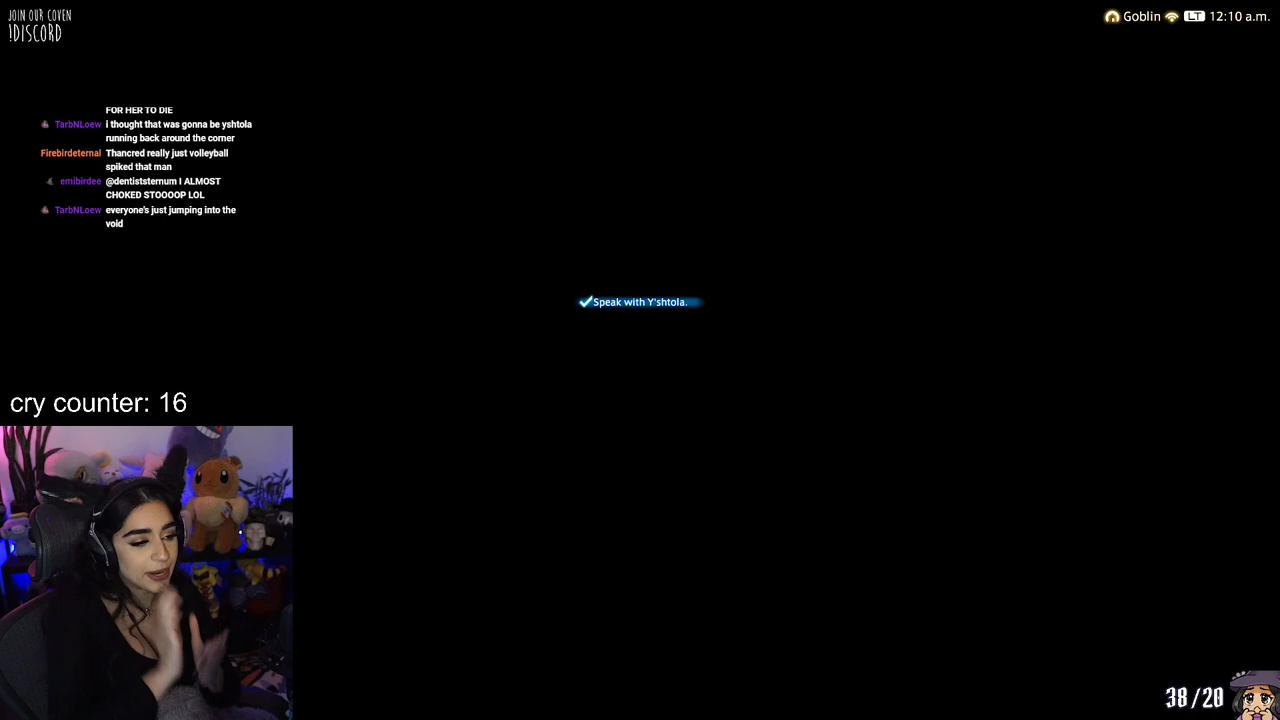 JOIN OUR COVEN
!DISCORD
Goblin LT 12:10 a.m.
FOR HER TO DIE
TarbNLoew i thought that was gonna be yshtola
running back around the corner
Firebirdeternal Thancred really just volleyball
spiked that man
emibirdee @dentiststernum I ALMOST
CHOKED STOOOOP LOL
TarbNLoew everyone's just jumping into the
void
Speak with Y'shtola.
cry counter: 16
38/20